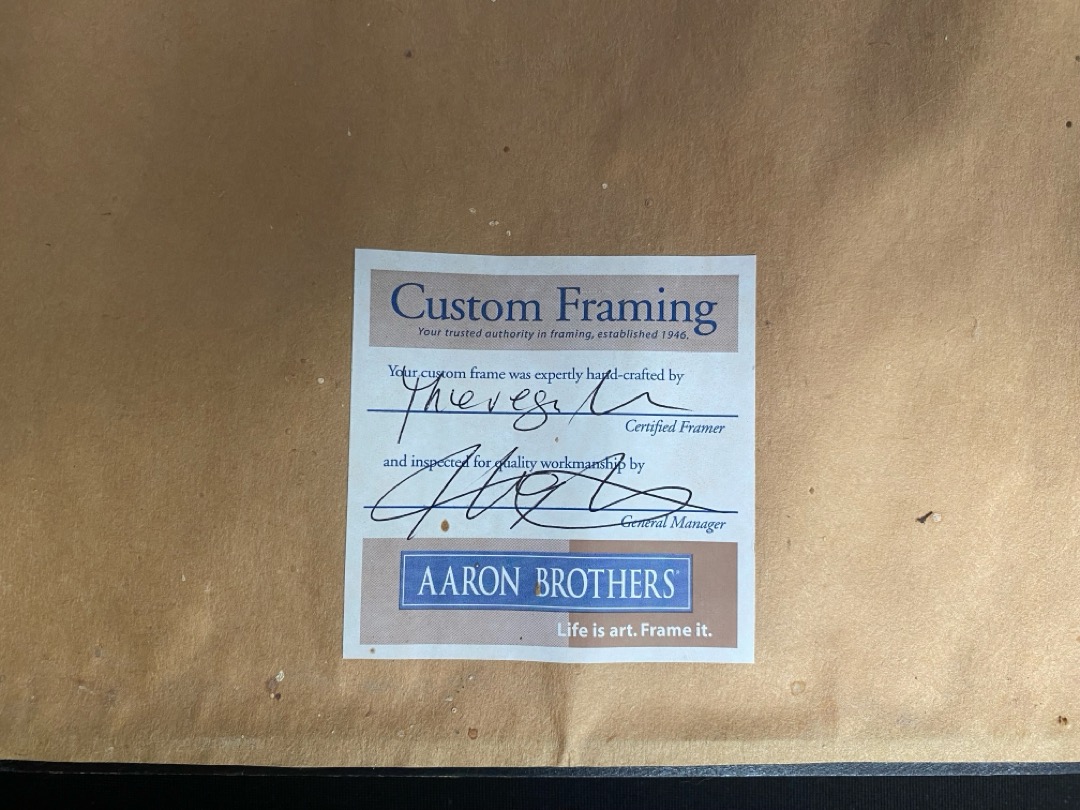 Custom Framing
Your trusted authority in framing, established 1946.
Your custom frame was expertly hand-crafted by
Certified Framer
and inspected for quality workmanship by
General Manager
AARON BROTHERS®
Life is art. Frame it.